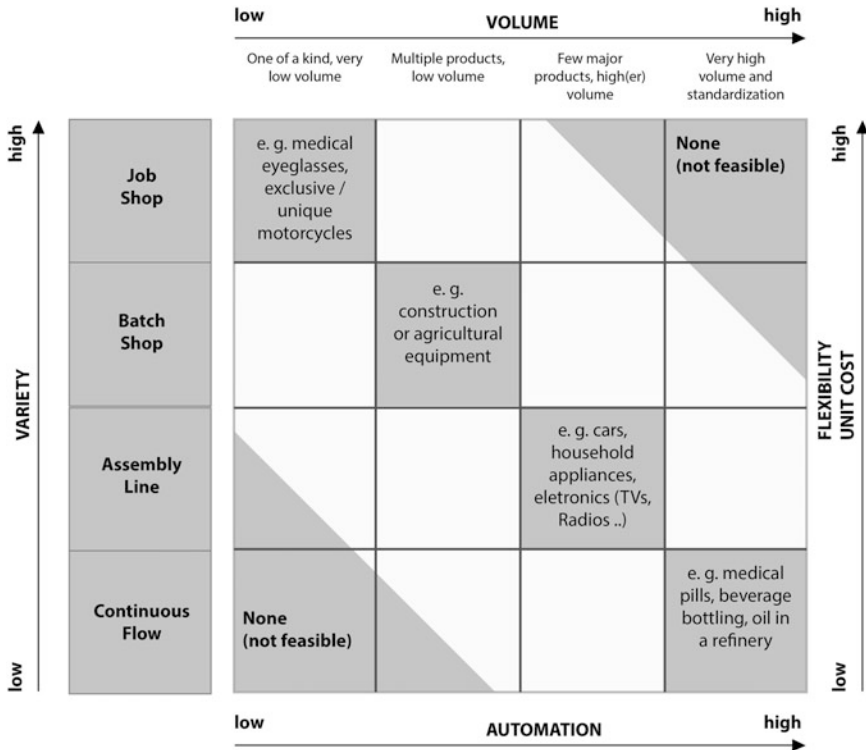 low
VOLUME
high
One of a kind, very
low volume
Multiple products,
low volume
Few major
products, high(er)
volume
Very high
volume and
standardization
high
VARIETY
low
Job
Shop
e. g. medical
eyeglasses,
exclusive /
unique
motorcycles
None
(not feasible)
Batch
Shop
e. g.
construction
or agricultural
equipment
Assembly
Line
e. g. cars,
household
appliances,
eletronics (TVs,
Radios ..)
Continuous
Flow
None
(not feasible)
e. g. medical
pills, beverage
bottling, oil in
a refinery
high
FLEXIBILITY
UNIT COST
low
low
AUTOMATION
high